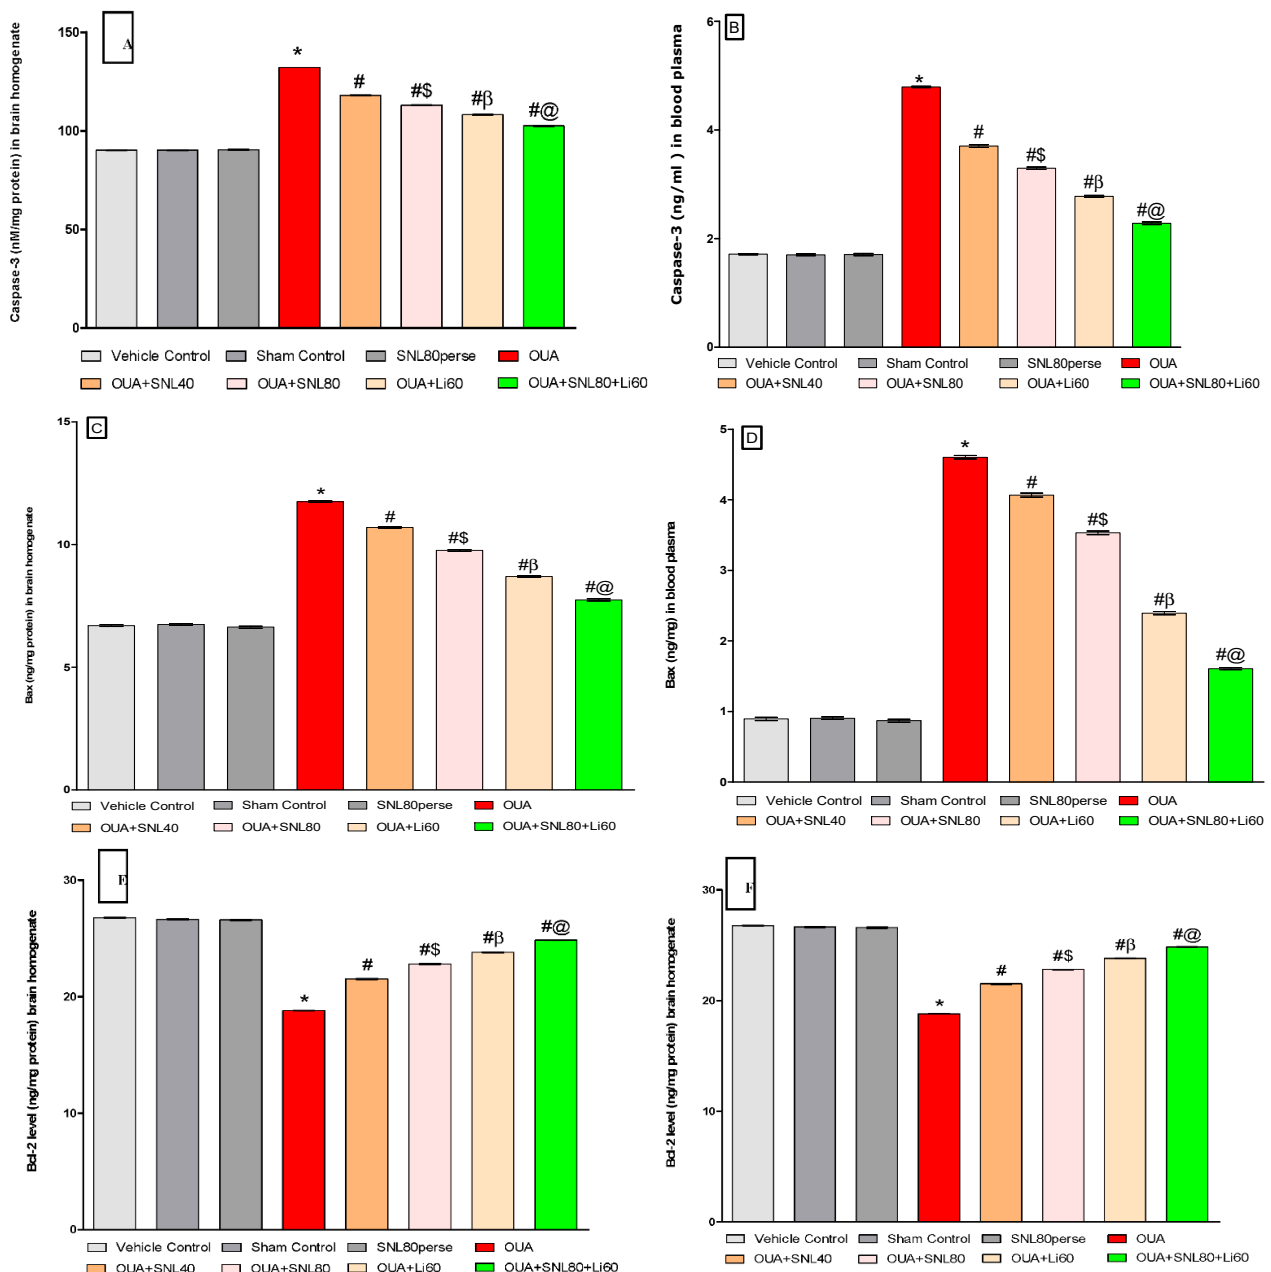 A
Caspase-3 (nM/mg protein) in brain homogenate
150
100
50
0
*
#
#$
#β
#@
Vehicle Control Sham Control SNL80perse OUA
OUA+SNL40 OUA+SNL80 OUA+Li60 OUA+SNL80+Li60
B
Caspase-3 (ng/ml ) in blood plasma
6
4
2
0
*
#
#$
#β
#@
Vehicle Control Sham Control SNL80perse OUA
OUA+SNL40 OUA+SNL80 OUA+Li60 OUA+SNL80+Li60
C
Bax (ng/mg protein) in brain homogenate
15
10
5
0
*
#
#$
#β
#@
Vehicle Control Sham Control SNL80perse OUA
OUA+SNL40 OUA+SNL80 OUA+Li60 OUA+SNL80+Li60
D
Bax (ng/mg) in blood plasma
5
4
3
2
1
0
*
#
#$
#β
#@
Vehicle Control Sham Control SNL80perse OUA
OUA+SNL40 OUA+SNL80 OUA+Li60 OUA+SNL80+Li60
E
Bcl-2 level (ng/mg protein) brain homogenate
30
20
10
0
*
#
#$
#β
#@
Vehicle Control Sham Control SNL80perse OUA
OUA+SNL40 OUA+SNL80 OUA+Li60 OUA+SNL80+Li60
F
Bcl-2 level (ng/mg protein) brain homogenate
30
20
10
0
*
#
#$
#β
#@
Vehicle Control Sham Control SNL80perse OUA
OUA+SNL40 OUA+SNL80 OUA+Li60 OUA+SNL80+Li60